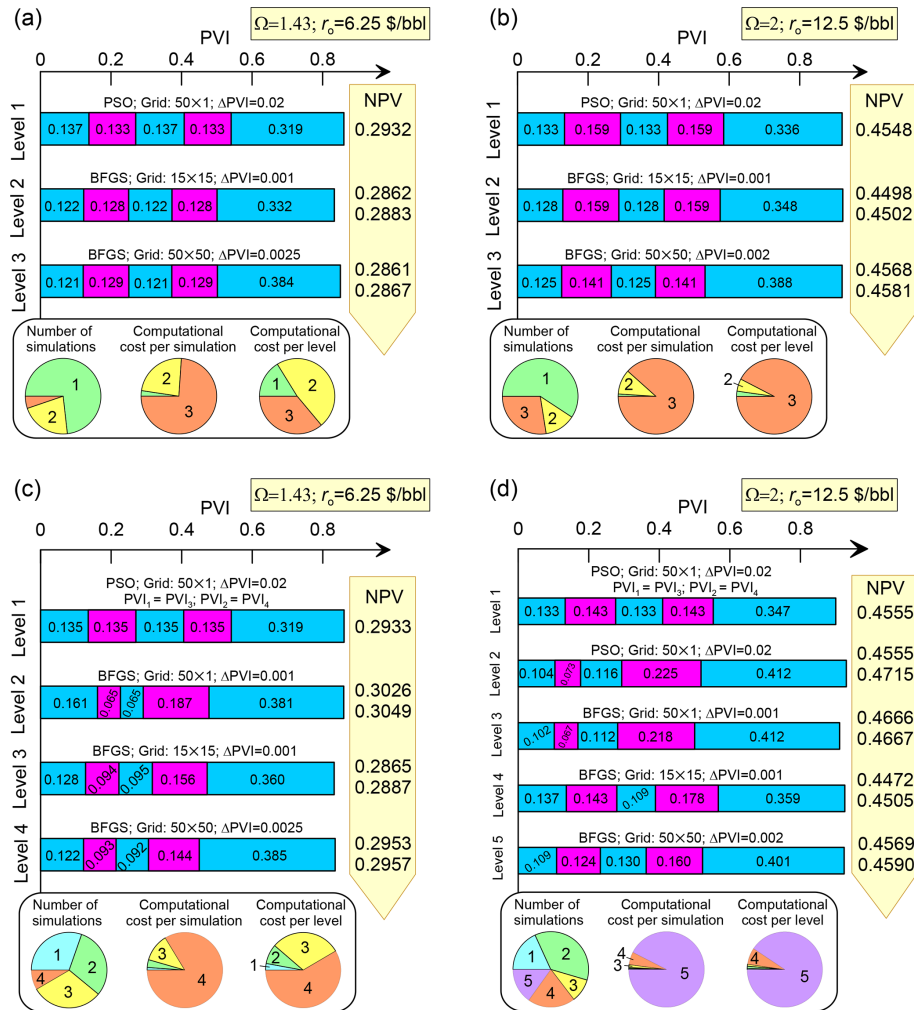 (a)
Ω=1.43; rₒ=6.25 $/bbl
PVI
0 0.2 0.4 0.6 0.8
NPV
Level 1
PSO; Grid: 50×1; ΔPVI=0.02
0.137 0.133 0.137 0.133 0.319
0.2932
Level 2
BFGS; Grid: 15×15; ΔPVI=0.001
0.122 0.128 0.122 0.128 0.332
0.2862
0.2883
Level 3
BFGS; Grid: 50×50; ΔPVI=0.0025
0.121 0.129 0.121 0.129 0.384
0.2861
0.2867
Number of
simulations
1
2
Computational
cost per simulation
2
3
Computational
cost per level
1
2
3
(b)
Ω=2; rₒ=12.5 $/bbl
PVI
0 0.2 0.4 0.6 0.8
NPV
Level 1
PSO; Grid: 50×1; ΔPVI=0.02
0.133 0.159 0.133 0.159 0.336
0.4548
Level 2
BFGS; Grid: 15×15; ΔPVI=0.001
0.128 0.159 0.128 0.159 0.348
0.4498
0.4502
Level 3
BFGS; Grid: 50×50; ΔPVI=0.002
0.125 0.141 0.125 0.141 0.388
0.4568
0.4581
Number of
simulations
1
3
2
Computational
cost per simulation
2
3
Computational
cost per level
2
3
(c)
Ω=1.43; rₒ=6.25 $/bbl
PVI
0 0.2 0.4 0.6 0.8
NPV
Level 1
PSO; Grid: 50×1; ΔPVI=0.02
PVI₁ = PVI₃; PVI₂ = PVI₄
0.135 0.135 0.135 0.135 0.319
0.2933
Level 2
BFGS; Grid: 50×1; ΔPVI=0.001
0.161 0.065 0.065 0.187 0.381
0.3026
0.3049
Level 3
BFGS; Grid: 15×15; ΔPVI=0.001
0.128 0.094 0.095 0.156 0.360
0.2865
0.2887
Level 4
BFGS; Grid: 50×50; ΔPVI=0.0025
0.122 0.093 0.092 0.144 0.385
0.2953
0.2957
Number of
simulations
1
2
4
3
Computational
cost per simulation
3
4
Computational
cost per level
3
2
1
4
(d)
Ω=2; rₒ=12.5 $/bbl
PVI
0 0.2 0.4 0.6 0.8
NPV
Level 1
PSO; Grid: 50×1; ΔPVI=0.02
PVI₁ = PVI₃; PVI₂ = PVI₄
0.133 0.143 0.133 0.143 0.347
0.4555
Level 2
PSO; Grid: 50×1; ΔPVI=0.02
0.104 0.073 0.116 0.225 0.412
0.4555
0.4715
Level 3
BFGS; Grid: 50×1; ΔPVI=0.001
0.102 0.067 0.112 0.218 0.412
0.4666
0.4667
Level 4
BFGS; Grid: 15×15; ΔPVI=0.001
0.137 0.143 0.109 0.178 0.359
0.4472
0.4505
Level 5
BFGS; Grid: 50×50; ΔPVI=0.002
0.109 0.124 0.130 0.160 0.401
0.4569
0.4590
Number of
simulations
1
2
5
4
3
Computational
cost per simulation
4
3
5
Computational
cost per level
4
5